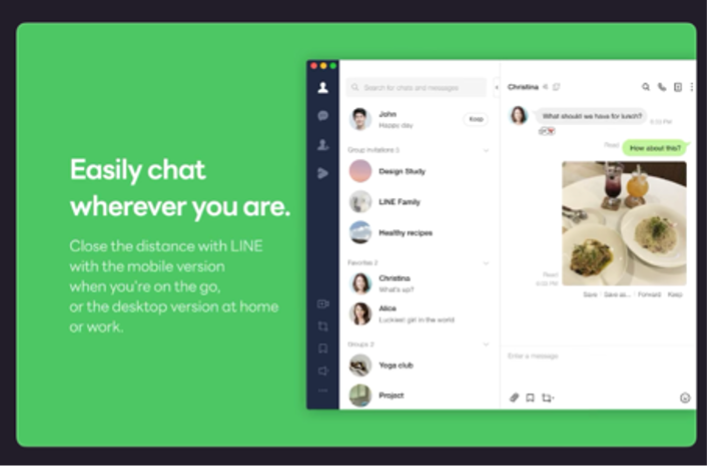 Easily chat
wherever you are.
Close the distance with LINE
with the mobile version
when you're on the go,
or the desktop version at home
or work.
Search for chats and messages
John
Happy day
Keep
Group invitations 3
Design Study
LINE Family
Healthy recipes
Favorites 2
Christina
What's up?
Alice
Luckiest girl in the world
Groups 2
Yoga club
Project
Christina
What should we have for lunch?
Read
How about this?
Read
Save
Save as...
Forward
Keep
Enter a message